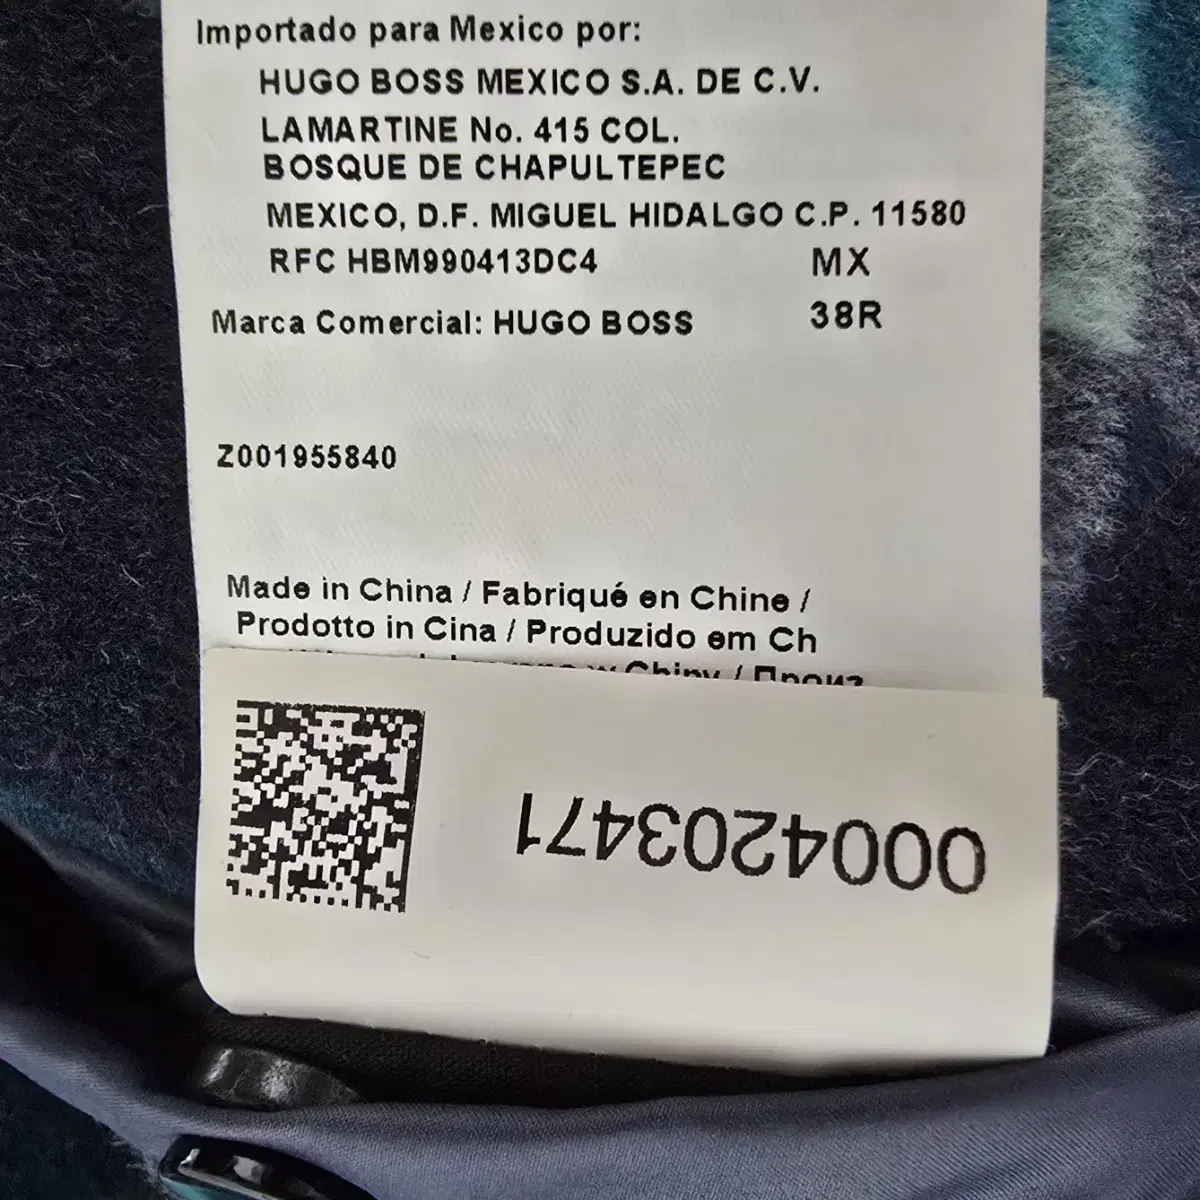 Importado para Mexico por:
HUGO BOSS MEXICO S.A. DE C.V.
LAMARTINE No. 415 COL.
BOSQUE DE CHAPULTEPEC
MEXICO, D.F. MIGUEL HIDALGO C.P. 11580
RFC HBM990413DC4 MX
Marca Comercial: HUGO BOSS 38R
Z001955840
Made in China / Fabriqué en Chine /
Prodotto in Cina / Produzido em Ch
w Chiny / Произ
0004203471